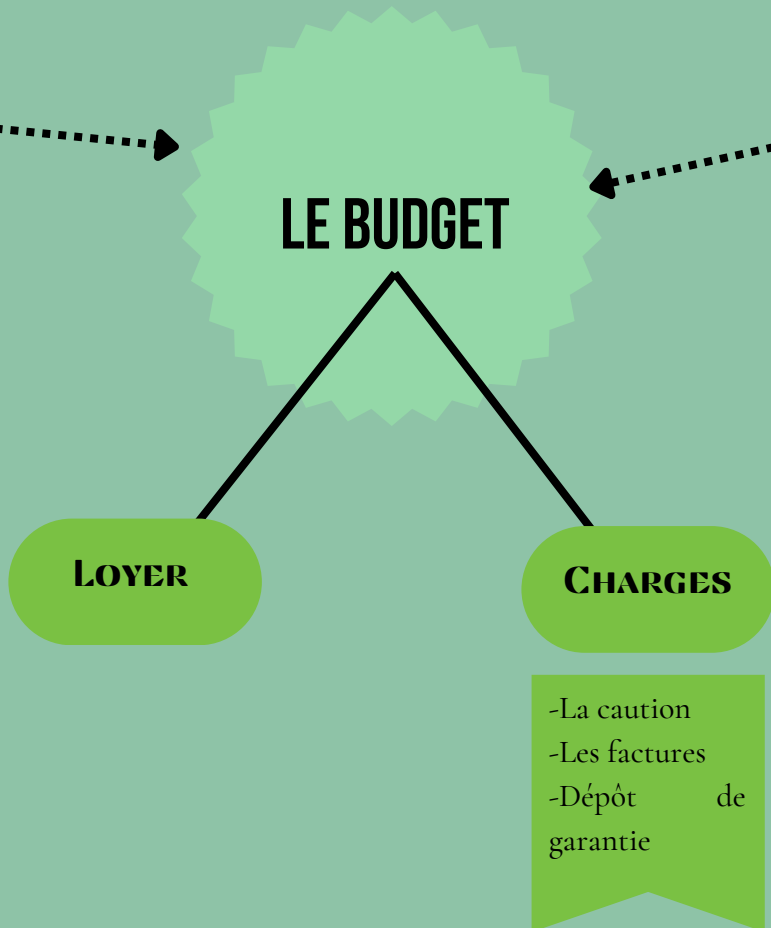 LE BUDGET
LOYER
CHARGES
-La caution
-Les factures
-Dépôt de
garantie